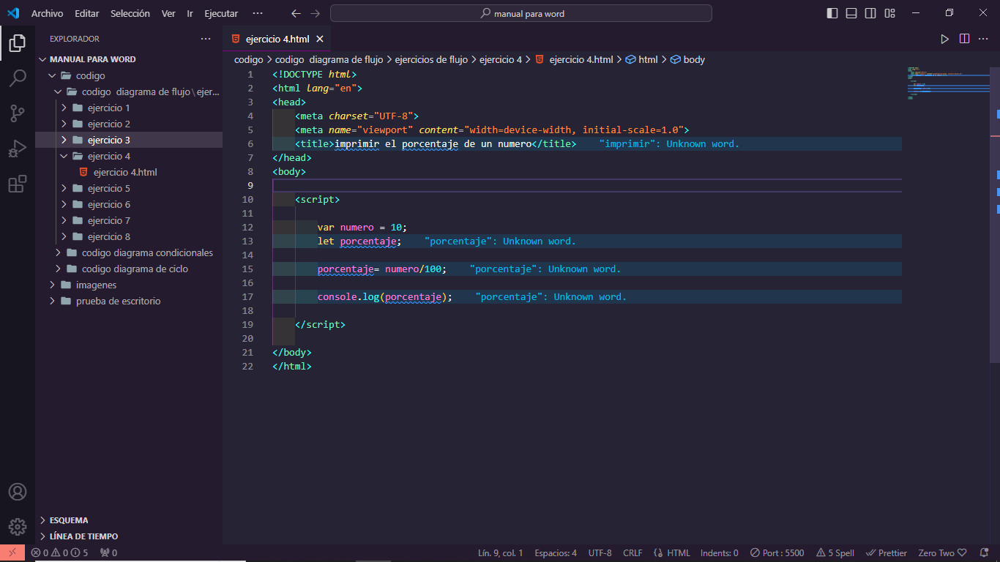 Archivo Editar Selección Ver Ir Ejecutar ··· manual para word
EXPLORADOR ···
MANUAL PARA WORD
codigo
codigo diagrama de flujo\ejer...
ejercicio 1
ejercicio 2
ejercicio 3
ejercicio 4
ejercicio 4.html
ejercicio 5
ejercicio 6
ejercicio 7
ejercicio 8
codigo diagrama condicionales
codigo diagrama de ciclo
imagenes
prueba de escritorio
ESQUEMA
LÍNEA DE TIEMPO
ejercicio 4.html
codigo > codigo diagrama de flujo > ejercicios de flujo > ejercicio 4 > ejercicio 4.html > html > body
1 <!DOCTYPE html>
2 <html lang="en">
3 <head>
4 <meta charset="UTF-8">
5 <meta name="viewport" content="width=device-width, initial-scale=1.0">
6 <title>imprimir el porcentaje de un numero</title> "imprimir": Unknown word.
7 </head>
8 <body>
9
10 <script>
11
12 var numero = 10;
13 let porcentaje; "porcentaje": Unknown word.
14
15 porcentaje= numero/100; "porcentaje": Unknown word.
16
17 console.log(porcentaje); "porcentaje": Unknown word.
18
19 </script>
20
21 </body>
22 </html>
0 0 5 0 Lín. 9, col. 1 Espacios: 4 UTF-8 CRLF HTML Indents: 0 Port : 5500 5 Spell Prettier Zero Two